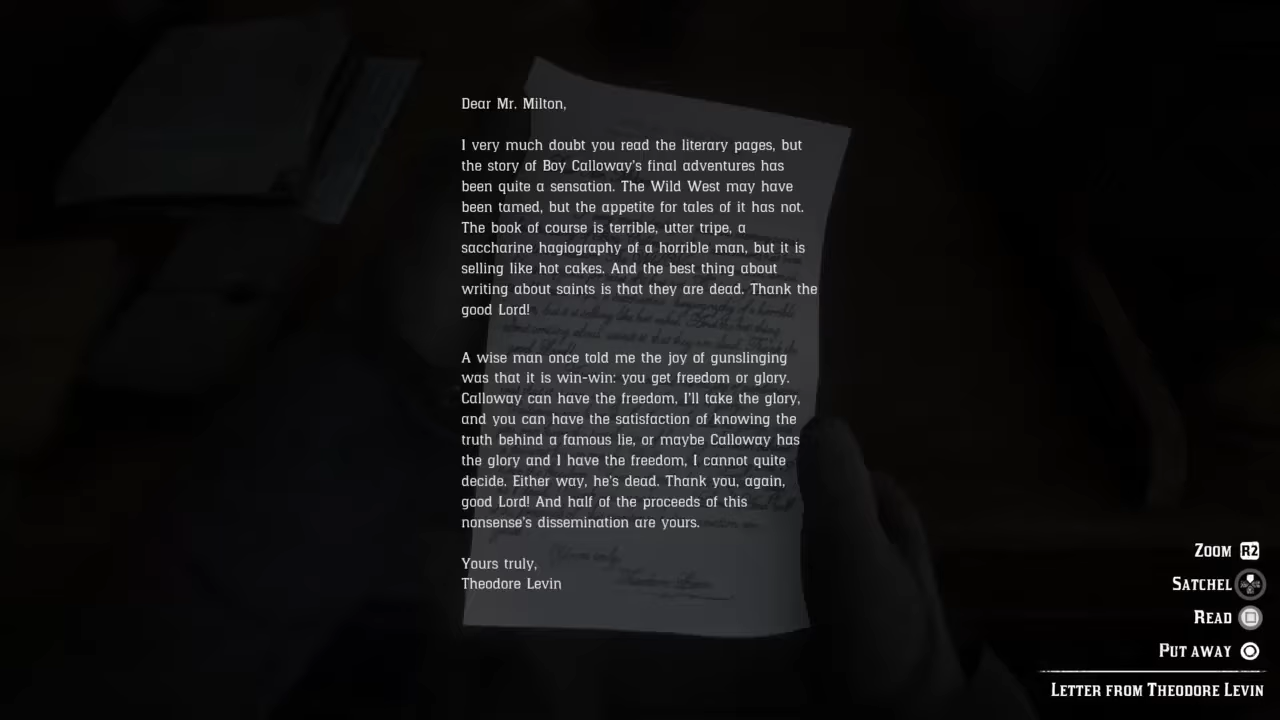 Dear Mr. Milton,
I very much doubt you read the literary pages, but
the story of Boy Calloway's final adventures has
been quite a sensation. The Wild West may have
been tamed, but the appetite for tales of it has not.
The book of course is terrible, utter tripe, a
saccharine hagiography of a horrible man, but it is
selling like hot cakes. And the best thing about
writing about saints is that they are dead. Thank the
good Lord!
A wise man once told me the joy of gunslinging
was that it is win-win: you get freedom or glory.
Calloway can have the freedom, I'll take the glory,
and you can have the satisfaction of knowing the
truth behind a famous lie, or maybe Calloway has
the glory and I have the freedom, I cannot quite
decide. Either way, he's dead. Thank you, again,
good Lord! And half of the proceeds of this
nonsense's dissemination are yours.
Yours truly,
Theodore Levin
ZOOM R2
SATCHEL
READ
PUT AWAY
LETTER FROM THEODORE LEVIN